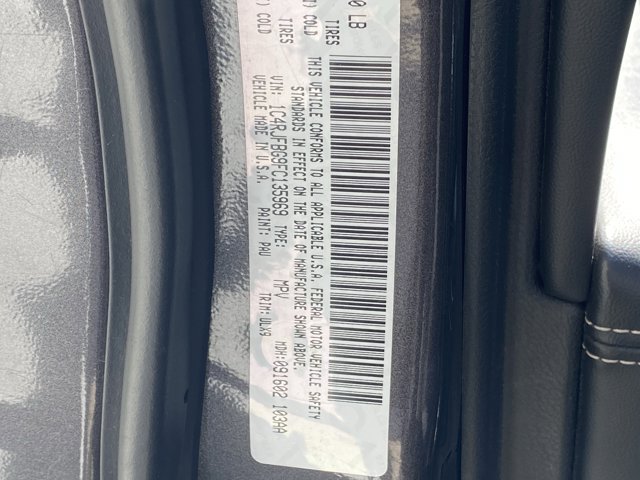 0 LB
TIRES
) COLD
TIRES
) COLD
THIS VEHICLE CONFORMS TO ALL APPLICABLE U.S.A. FEDERAL MOTOR VEHICLE SAFETY
STANDARDS IN EFFECT ON THE DATE OF MANUFACTURE SHOWN ABOVE.
VIN: 1C4RJFBG9FC135969 TYPE: MPV MDH:091602 103AA
VEHICLE MADE IN U.S.A. PAINT: PAU TRIM: ULX9